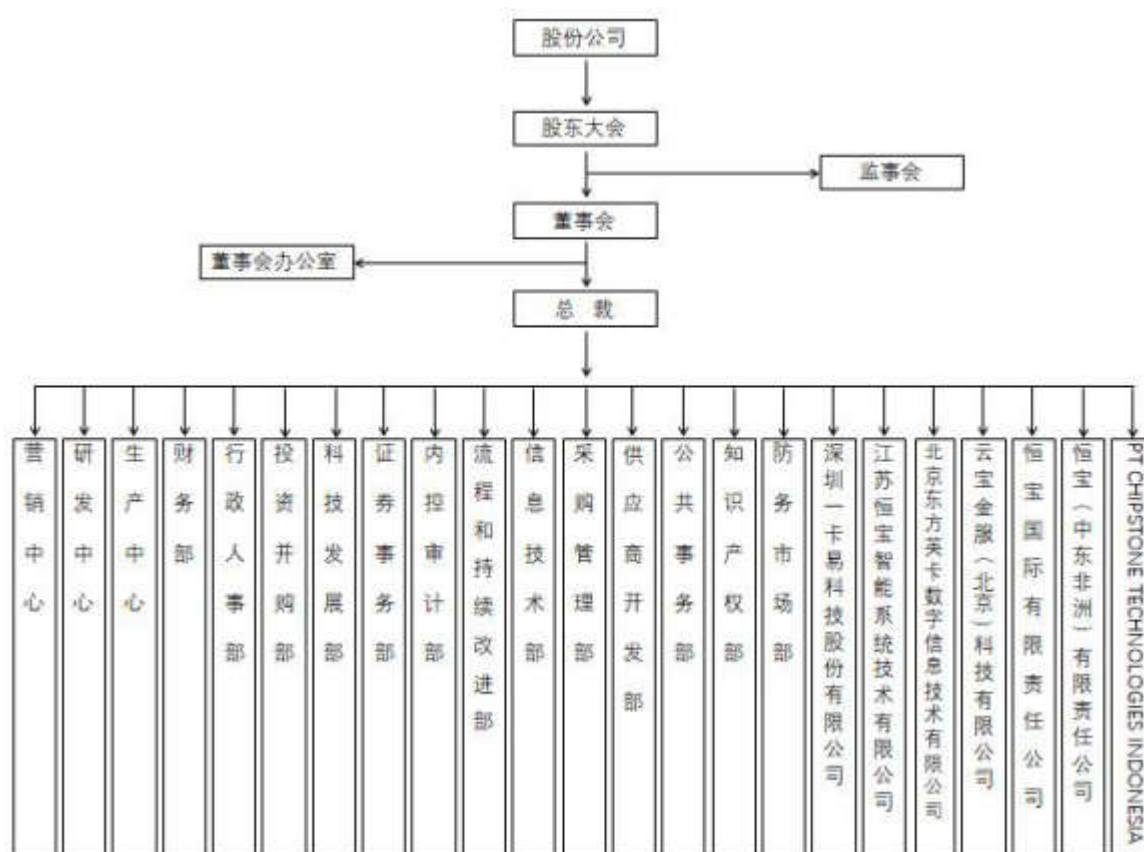 股份公司
股东大会
监事会
董事会
董事会办公室
总 裁
营销中心
研发中心
生产中心
财务部
行政人事部
投资并购部
科技发展部
证券事务部
内控审计部
流程和持续改进部
信息技术部
采购管理部
供应商开发部
公共事务部
知识产权部
防务市场部
深圳一卡易科技股份有限公司
江苏恒宝智能系统技术有限公司
北京东方英卡数字信息技术有限公司
云宝金服（北京）科技有限公司
恒宝国际有限责任公司
恒宝（中东非洲）有限责任公司
PT CHIPSTONE TECHNOLOGIES INDONESIA